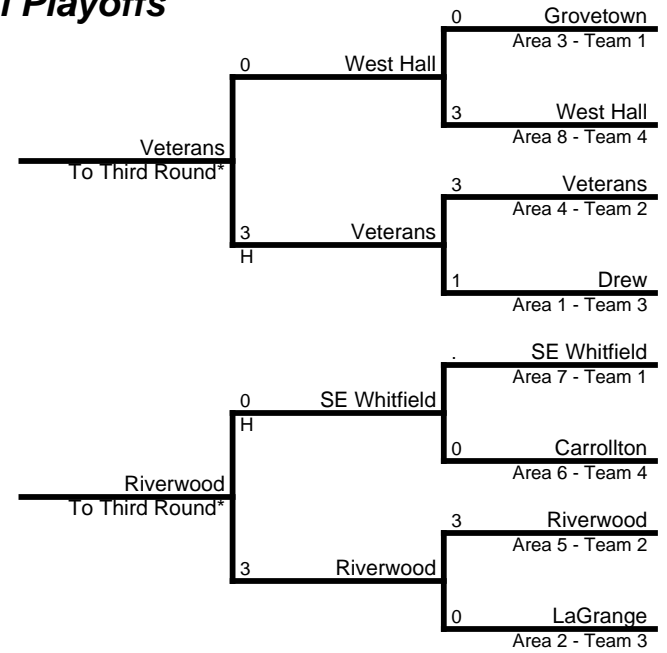 Playoffs
0 Grovetown
Area 3 - Team 1
0 West Hall
3 West Hall
Area 8 - Team 4
Veterans
To Third Round*
3 Veterans
Area 4 - Team 2
3 Veterans
H
1 Drew
Area 1 - Team 3
. SE Whitfield
Area 7 - Team 1
0 SE Whitfield
H
0 Carrollton
Area 6 - Team 4
Riverwood
To Third Round*
3 Riverwood
Area 5 - Team 2
3 Riverwood
0 LaGrange
Area 2 - Team 3